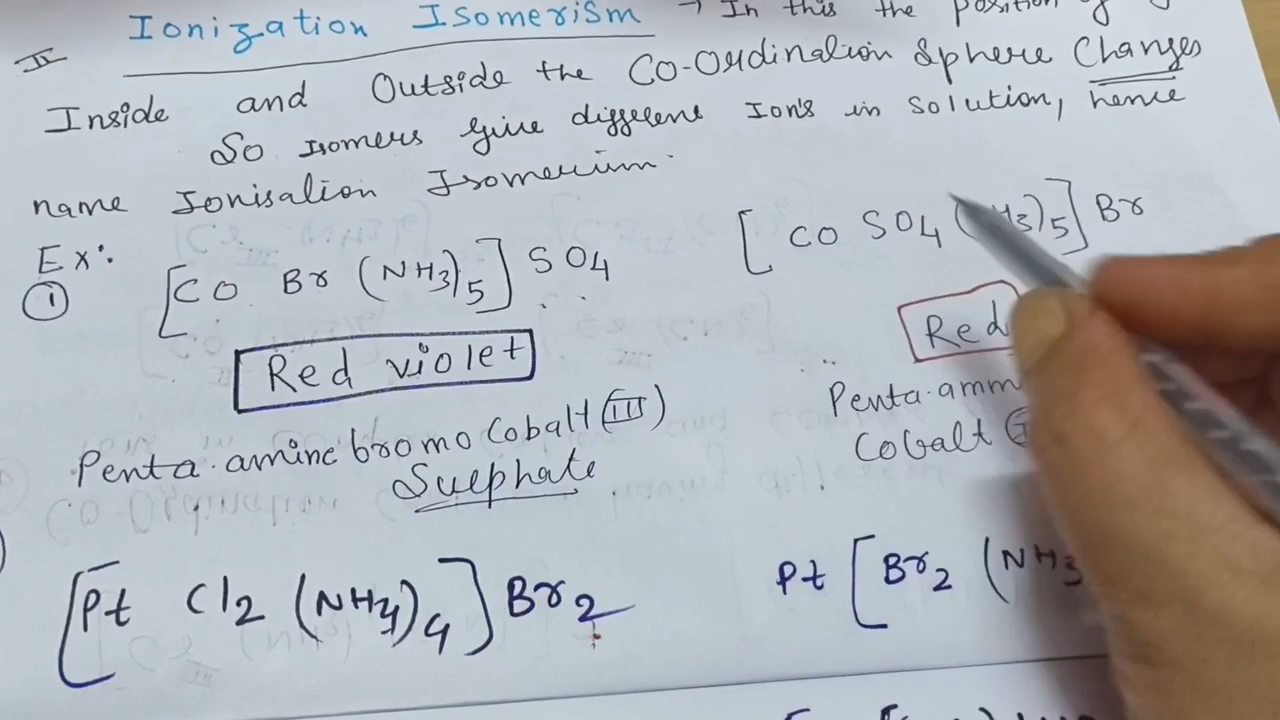 II Ionization Isomerism → In this the position of
Inside and Outside the CO-Ordination Sphere Changes
So Isomers give different Ion's in Solution, hence
name Ionisation Isomerism.
Ex:
① [CO Br (NH3)5] SO4 [CO SO4 (NH3)5] Br
Red violet Red
Penta.amine bromo Cobalt (III) Penta.amm
Sulphate Cobalt
[Pt Cl2 (NH4)4] Br2 Pt [Br2 (NH3